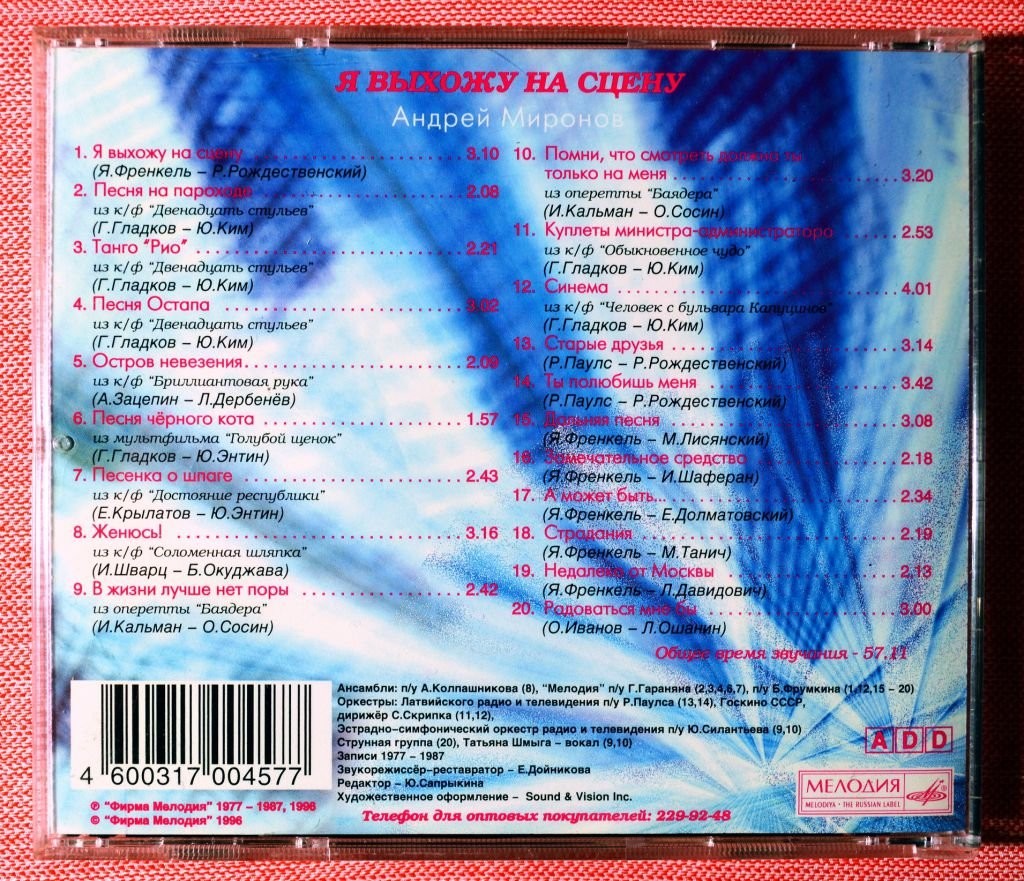 Я ВЫХОЖУ НА СЦЕНУ
Андрей Миронов
1. Я выхожу на сцену 3.10
(Я.Френкель – Р.Рождественский)
2. Песня на пароходе 2.08
из к/ф "Двенадцать стульев"
(Г.Гладков – Ю.Ким)
3. Танго "Рио" 2.21
из к/ф "Двенадцать стульев"
(Г.Гладков – Ю.Ким)
4. Песня Остапа 3.02
из к/ф "Двенадцать стульев"
(Г.Гладков – Ю.Ким)
5. Остров невезения 2.08
из к/ф "Бриллиантовая рука"
(А.Зацепин – Л.Дербенёв)
6. Песня чёрного кота 1.57
из мультфильма "Голубой щенок"
(Г.Гладков – Ю.Энтин)
7. Песенка о шпаге 2.43
из к/ф "Достояние республики"
(Е.Крылатов – Ю.Энтин)
8. Женюсь! 3.16
из к/ф "Соломенная шляпка"
(И.Шварц – Б.Окуджава)
9. В жизни лучше нет поры 2.42
из оперетты "Баядера"
(И.Кальман – О.Сосин)
10. Помни, что смотреть должна ты
только на меня 3.20
из оперетты "Баядера"
(И.Кальман – О.Сосин)
11. Куплеты министра-администратора 2.53
из к/ф "Обыкновенное чудо"
(Г.Гладков – Ю.Ким)
12. Синема 4.01
из к/ф "Человек с бульвара Капуцинов"
(Г.Гладков – Ю.Ким)
13. Старые друзья 3.14
(Р.Паулс – Р.Рождественский)
14. Ты полюбишь меня 3.42
(Р.Паулс – Р.Рождественский)
15. Дальняя песня 3.08
(Я.Френкель – М.Лисянский)
16. Замечательное средство 2.18
(Я.Френкель – И.Шаферан)
17. А может быть... 2.34
(Я.Френкель – Е.Долматовский)
18. Страдания 2.19
(Я.Френкель – М.Танич)
19. Недалеко от Москвы 2.13
(Я.Френкель – Л.Давидович)
20. Радоваться мне бы 3.00
(О.Иванов – Л.Ошанин)
Общее время звучания - 57.11
Ансамбли: п/у А.Колпашникова (8), "Мелодия" п/у Г.Гараняна (2,3,4,6,7), п/у Б.Фрумкина (1,12,15 – 20)
Оркестры: Латвийского радио и телевидения п/у Р.Паулса (13,14), Госкино СССР,
дирижёр С.Скрипка (11,12),
Эстрадно–симфонический оркестр радио и телевидения п/у Ю.Силантьева (9,10)
Струнная группа (20), Татьяна Шмыга – вокал (9,10)
Записи 1977 – 1987
Звукорежиссёр–реставратор – Е.Дойникова
Редактор – Ю.Сапрыкина
Художественное оформление – Sound & Vision Inc.
Телефон для оптовых покупателей: 229-92-48
4 600317 004577
℗ "Фирма Мелодия" 1977 – 1987, 1996
© "Фирма Мелодия" 1996
A D D
МЕЛОДИЯ
MELODIYA • THE RUSSIAN LABEL